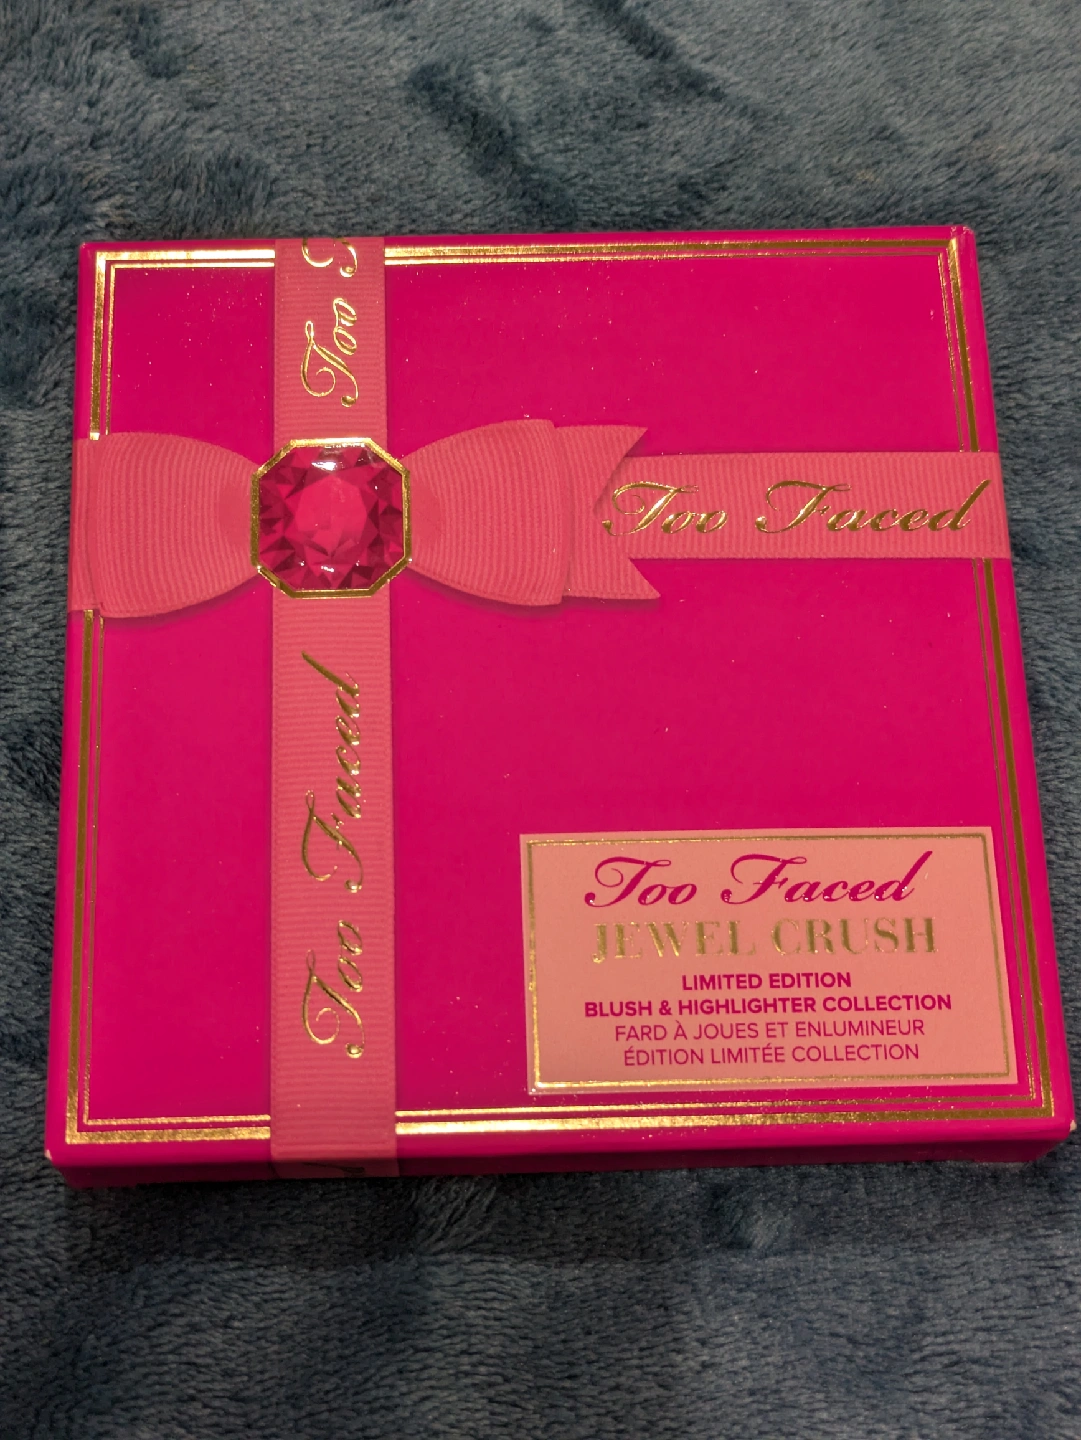 Too
Too Faced
Too Faced
Too Faced
JEWEL CRUSH
LIMITED EDITION
BLUSH & HIGHLIGHTER COLLECTION
FARD À JOUES ET ENLUMINEUR
ÉDITION LIMITÉE COLLECTION